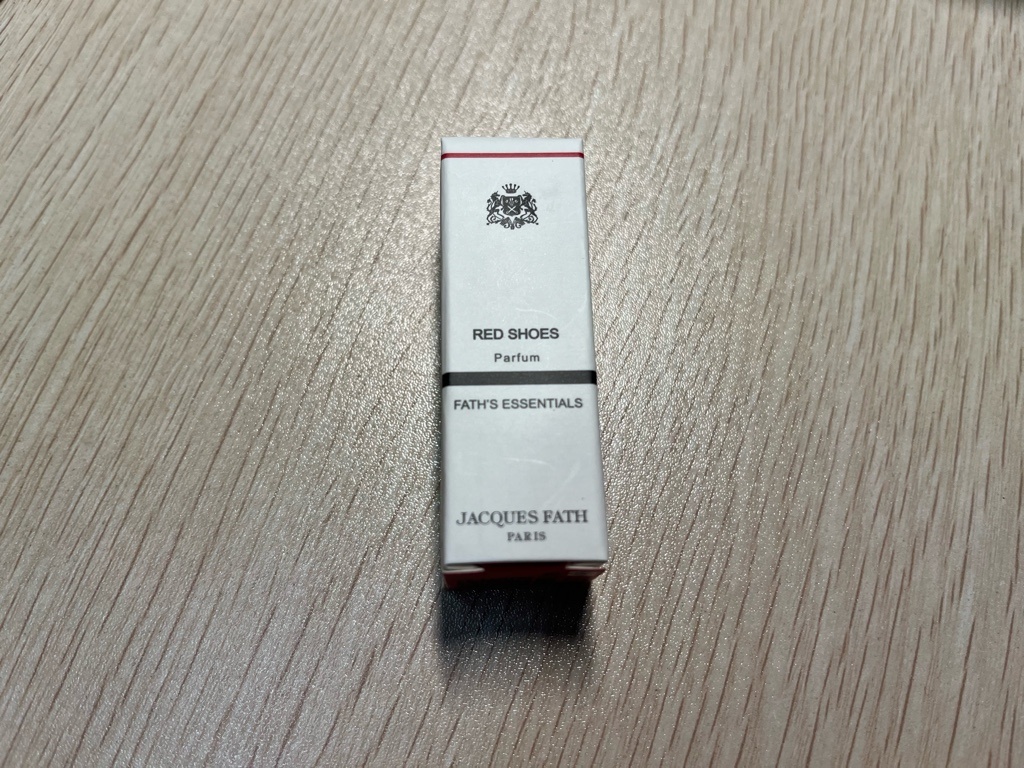 RED SHOES
Parfum
FATH'S ESSENTIALS
JACQUES FATH
PARIS